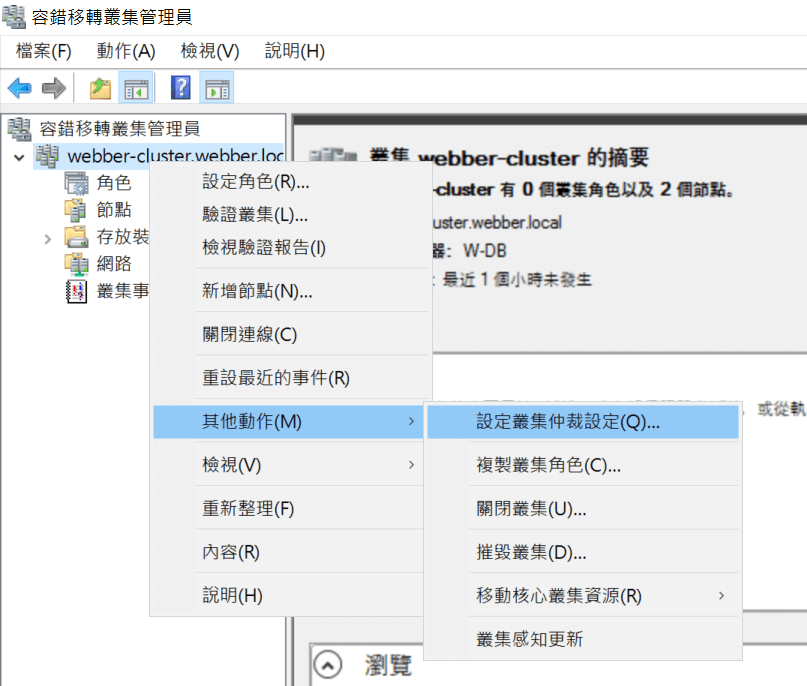 容錯移轉叢集管理員
檔案(F) 動作(A) 檢視(V) 說明(H)
容錯移轉叢集管理員
webber-cluster.webber.loc
角色
節點
存放裝
網路
叢集事
叢集 webber-cluster 的摘要
-cluster 有 0 個叢集角色以及 2 個節點。
uster.webber.local
器: W-DB
: 最近 1 個小時未發生
設定角色(R)...
驗證叢集(L)...
檢視驗證報告(I)
新增節點(N)...
關閉連線(C)
重設最近的事件(R)
其他動作(M)
檢視(V)
重新整理(F)
內容(R)
說明(H)
或從執
設定叢集仲裁設定(Q)...
複製叢集角色(C)...
關閉叢集(U)...
摧毀叢集(D)...
移動核心叢集資源(R)
叢集感知更新
瀏覽